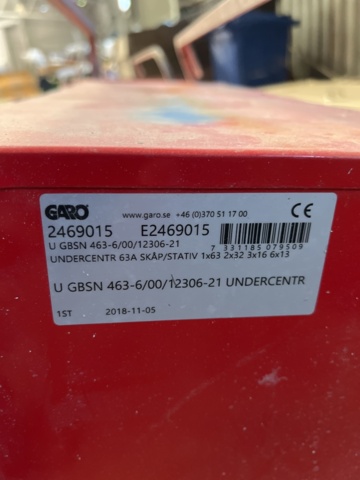 GARO www.garo.se +46 (0)370 51 17 00 CE
2469015 E2469015
U GBSN 463-6/00/12306-21 7 331185 079509
UNDERCENTR 63A SKÅP/STATIV 1x63 2x32 3x16 6x13
U GBSN 463-6/00/12306-21 UNDERCENTR
1ST 2018-11-05